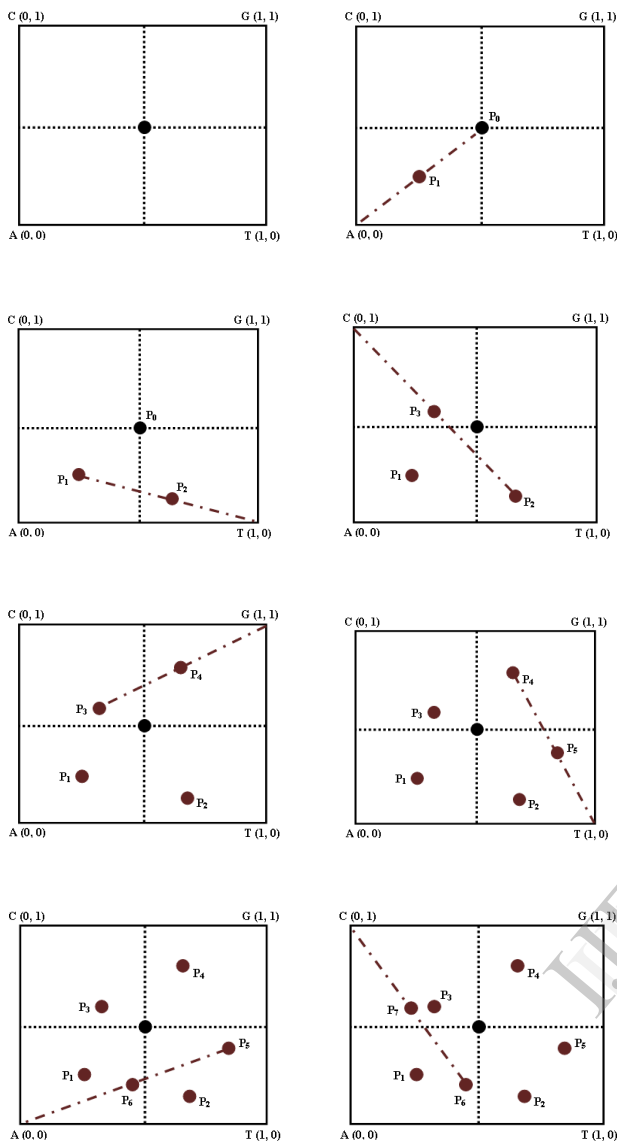 C (0, 1) G (1, 1)
A (0, 0) T (1, 0)
C (0, 1) G (1, 1)
P0
P1
A (0, 0) T (1, 0)
C (0, 1) G (1, 1)
P0
P1 P2
A (0, 0) T (1, 0)
C (0, 1) G (1, 1)
P3
P1
P2
A (0, 0) T (1, 0)
C (0, 1) G (1, 1)
P4
P3
P1
P2
A (0, 0) T (1, 0)
C (0, 1) G (1, 1)
P4
P3
P5
P1
P2
A (0, 0) T (1, 0)
C (0, 1) G (1, 1)
P4
P3
P5
P1
P6 P2
A (0, 0) T (1, 0)
C (0, 1) G (1, 1)
P4
P3
P7
P5
P1
P6 P2
A (0, 0) T (1, 0)